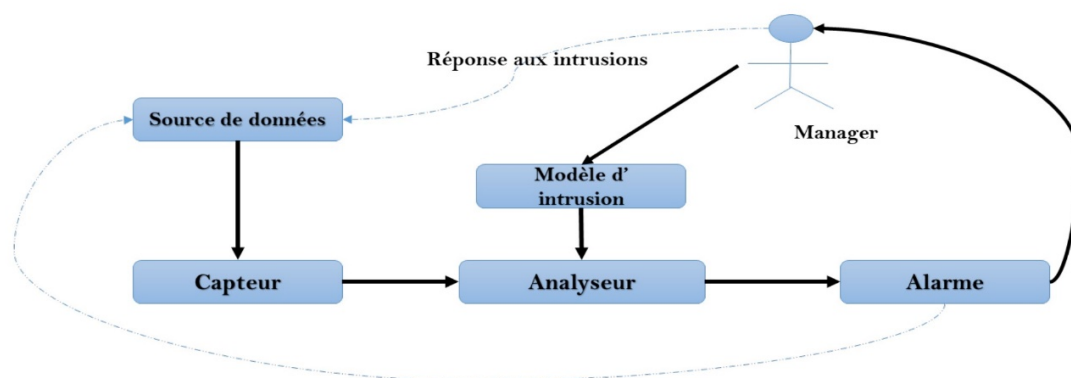 Réponse aux intrusions
Source de données
Manager
Modèle d'
intrusion
Capteur
Analyseur
Alarme